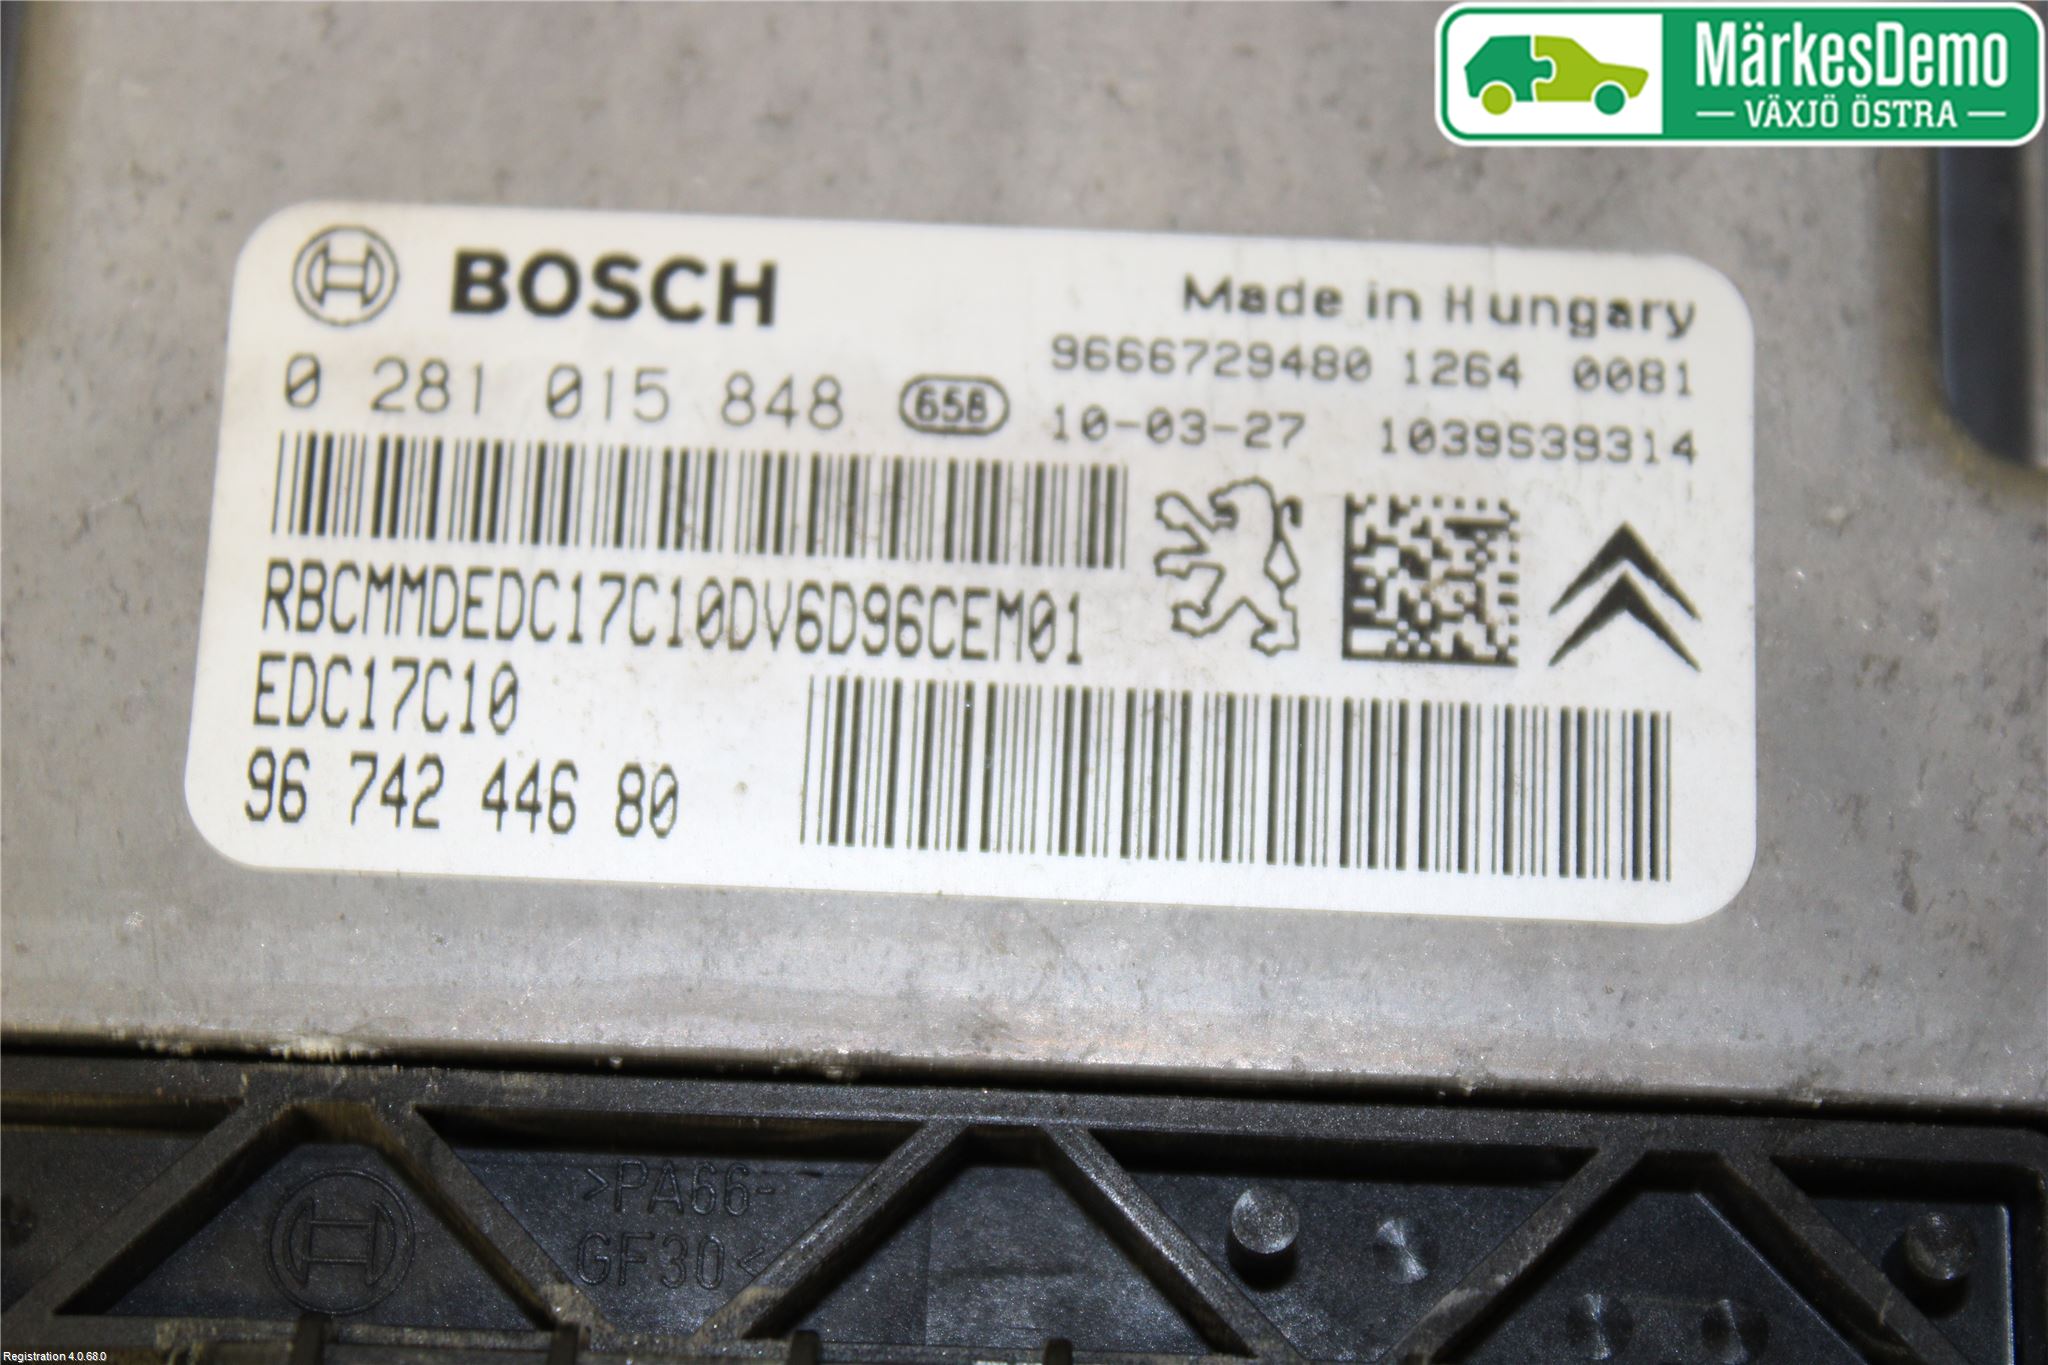 MärkesDemo
VÄXJÖ ÖSTRA
BOSCH
Made in Hungary
0 281 015 848
658
9666729480 1264 0081
10-03-27 1039S39314
RBCMMDEDC17C10DV6D96CEM01
EDC17C10
96 742 446 80
>PA66-
GF30<
Registration 4.0.68.0